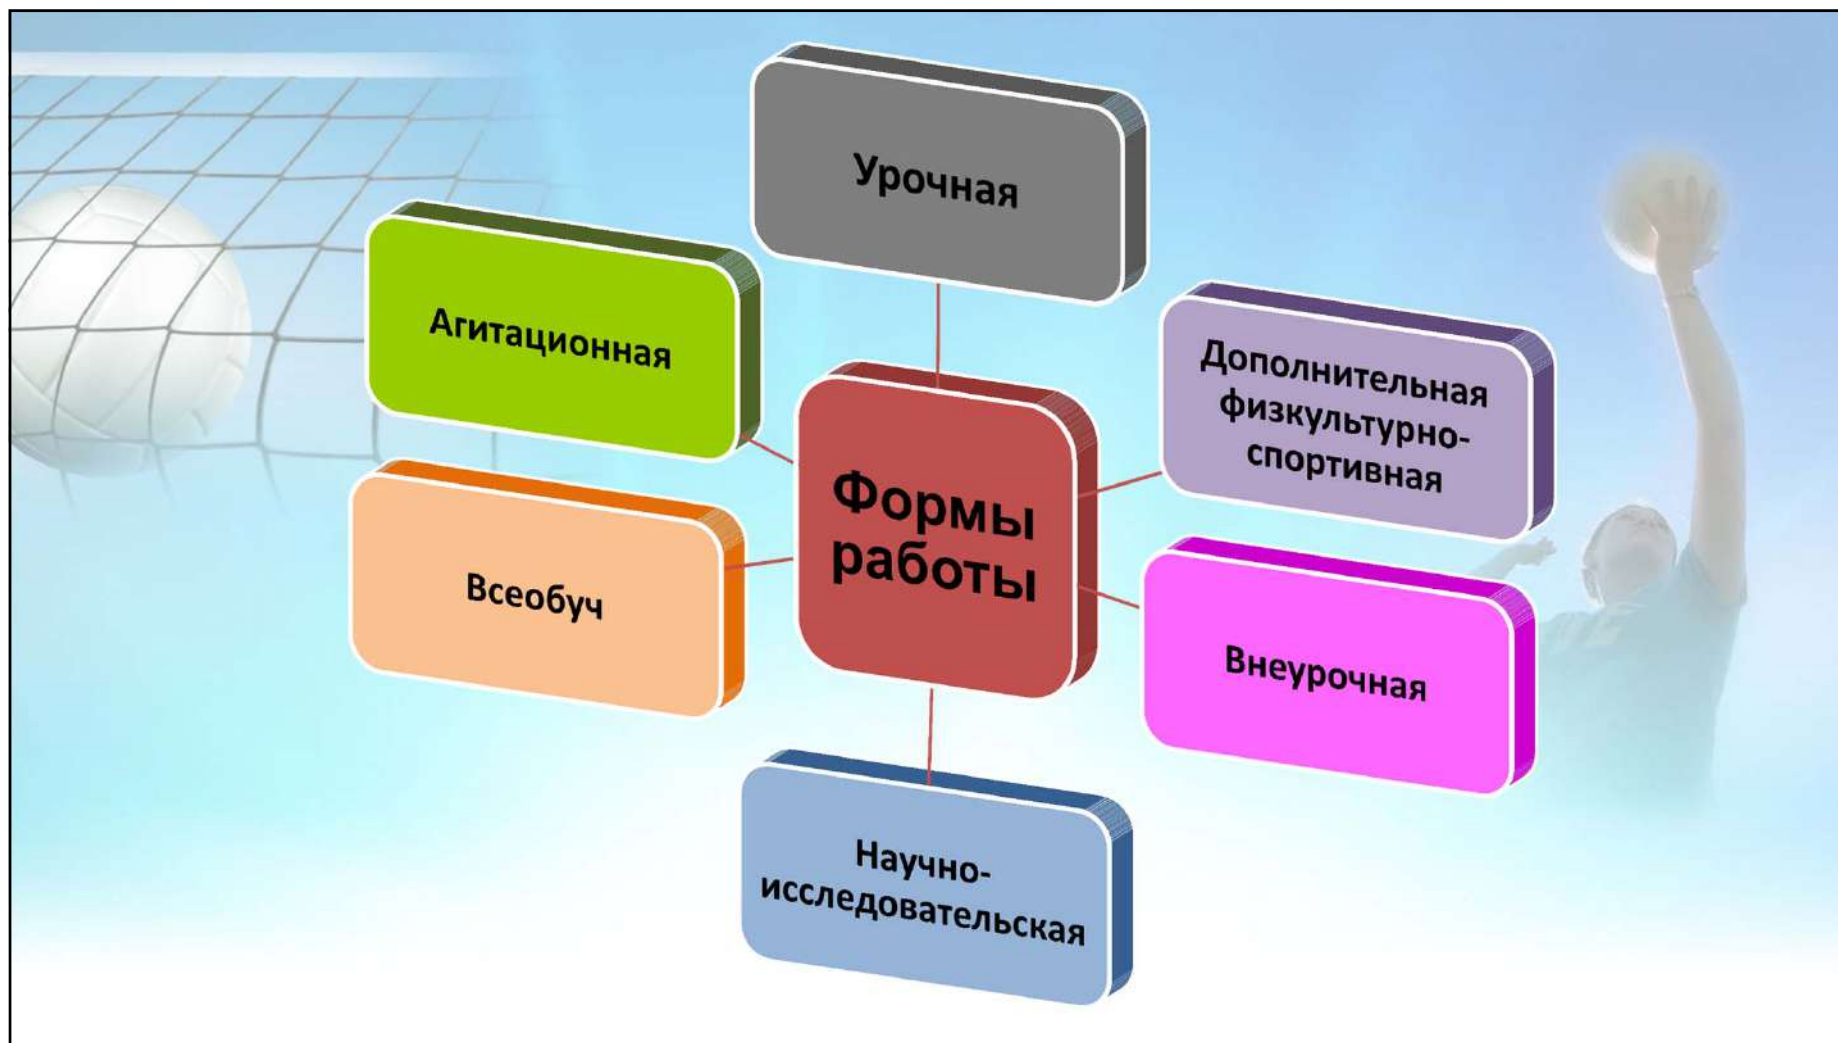 Урочная
Агитационная
Дополнительная
физкультурно-
спортивная
Формы
работы
Всеобуч
Внеурочная
Научно-
исследовательская